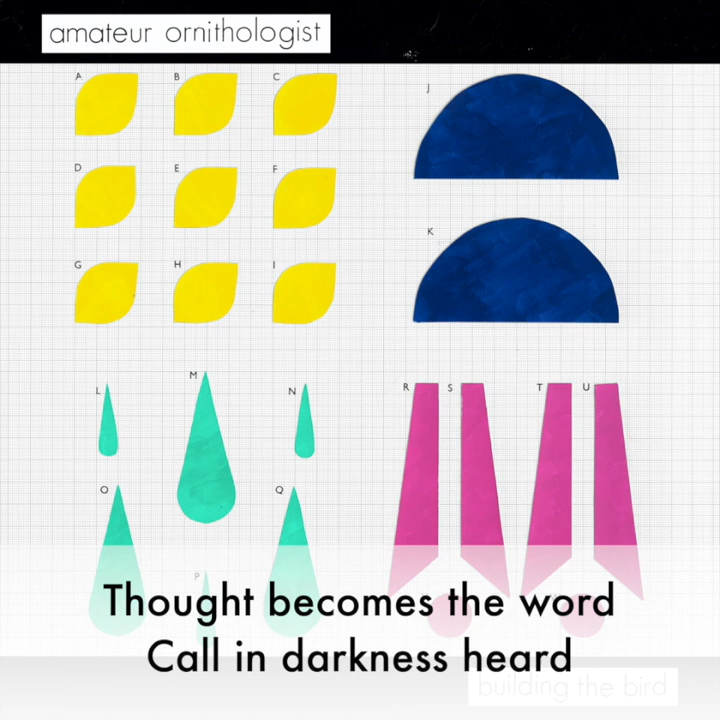 amateur ornithologist
A B C J
D E F
K
G H I
M
L N R S T U
O Q
P
Thought becomes the word
Call in darkness heard
building the bird